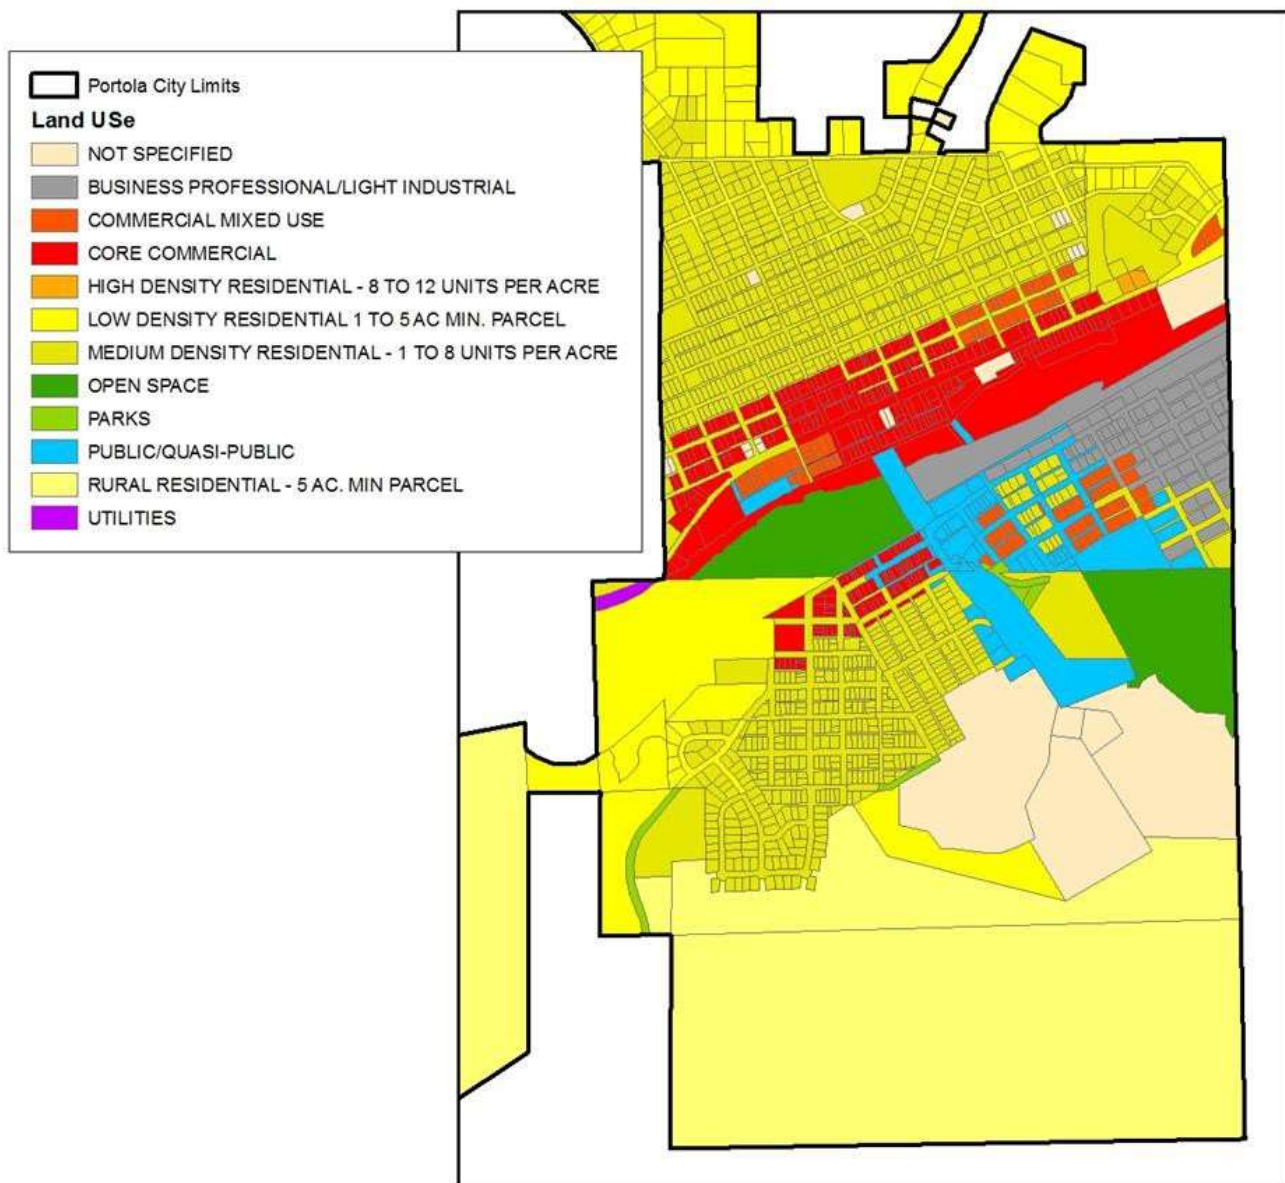 Portola City Limits
Land USe
NOT SPECIFIED
BUSINESS PROFESSIONAL/LIGHT INDUSTRIAL
COMMERCIAL MIXED USE
CORE COMMERCIAL
HIGH DENSITY RESIDENTIAL - 8 TO 12 UNITS PER ACRE
LOW DENSITY RESIDENTIAL 1 TO 5 AC MIN. PARCEL
MEDIUM DENSITY RESIDENTIAL - 1 TO 8 UNITS PER ACRE
OPEN SPACE
PARKS
PUBLIC/QUASI-PUBLIC
RURAL RESIDENTIAL - 5 AC. MIN PARCEL
UTILITIES